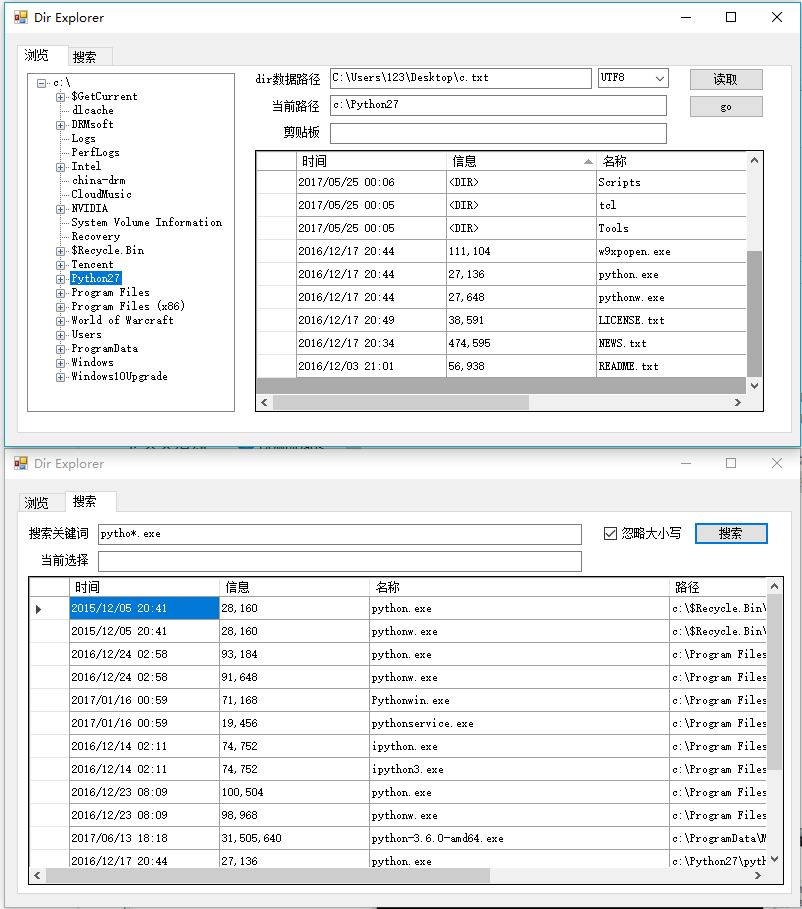 Dir Explorer
浏览 搜索
c:\
$GetCurrent
dlcache
DRMsoft
Logs
PerfLogs
Intel
china-drm
CloudMusic
NVIDIA
System Volume Information
Recovery
$Recycle.Bin
Tencent
Python27
Program Files
Program Files (x86)
World of Warcraft
Users
ProgramData
Windows
Windows10Upgrade
dir数据路径 C:\Users\123\Desktop\c.txt UTF8 读取
当前路径 c:\Python27 go
剪贴板
时间 信息 名称
2017/05/25 00:06 <DIR> Scripts
2017/05/25 00:05 <DIR> tcl
2017/05/25 00:05 <DIR> Tools
2016/12/17 20:44 111,104 w9xpopen.exe
2016/12/17 20:44 27,136 python.exe
2016/12/17 20:44 27,648 pythonw.exe
2016/12/17 20:49 38,591 LICENSE.txt
2016/12/17 20:34 474,595 NEWS.txt
2016/12/03 21:01 56,938 README.txt
Dir Explorer
浏览 搜索
搜索关键词 pytho*.exe 忽略大小写 搜索
当前选择
时间 信息 名称 路径
2015/12/05 20:41 28,160 python.exe c:\$Recycle.Bin\
2015/12/05 20:41 28,160 pythonw.exe c:\$Recycle.Bin\
2016/12/24 02:58 93,184 python.exe c:\Program Files
2016/12/24 02:58 91,648 pythonw.exe c:\Program Files
2017/01/16 00:59 71,168 Pythonwin.exe c:\Program Files
2017/01/16 00:59 19,456 pythonservice.exe c:\Program Files
2016/12/14 02:11 74,752 ipython.exe c:\Program Files
2016/12/14 02:11 74,752 ipython3.exe c:\Program Files
2016/12/23 08:09 100,504 python.exe c:\Program Files
2016/12/23 08:09 98,968 pythonw.exe c:\Program Files
2017/06/13 18:18 31,505,640 python-3.6.0-amd64.exe c:\ProgramData\M
2016/12/17 20:44 27,136 python.exe c:\Python27\pyth